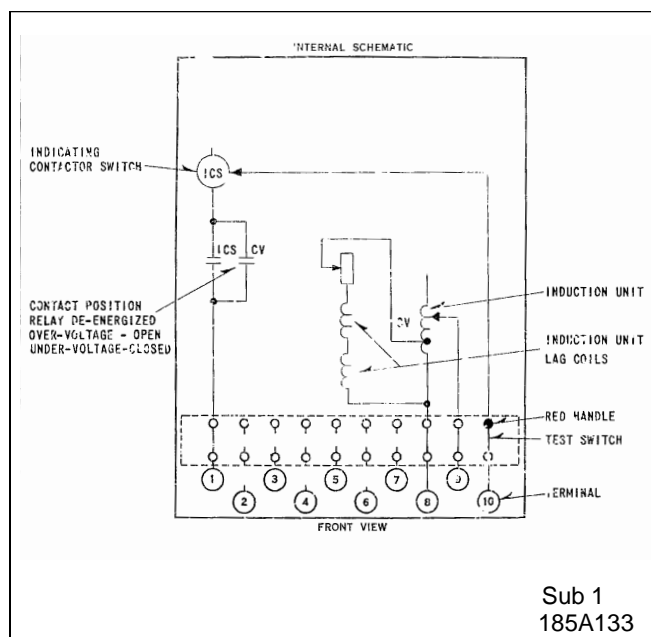 INTERNAL SCHEMATIC
INDICATING
CONTACTOR SWITCH
ICS
ICS CV
CONTACT POSITION
RELAY DE-ENERGIZED
OVER-VOLTAGE - OPEN
UNDER-VOLTAGE-CLOSED
CV
INDUCTION UNIT
INDUCTION UNIT
LAG COILS
RED HANDLE
TEST SWITCH
1 3 5 7 9
2 4 6 8 10
TERMINAL
FRONT VIEW
Sub 1
185A133